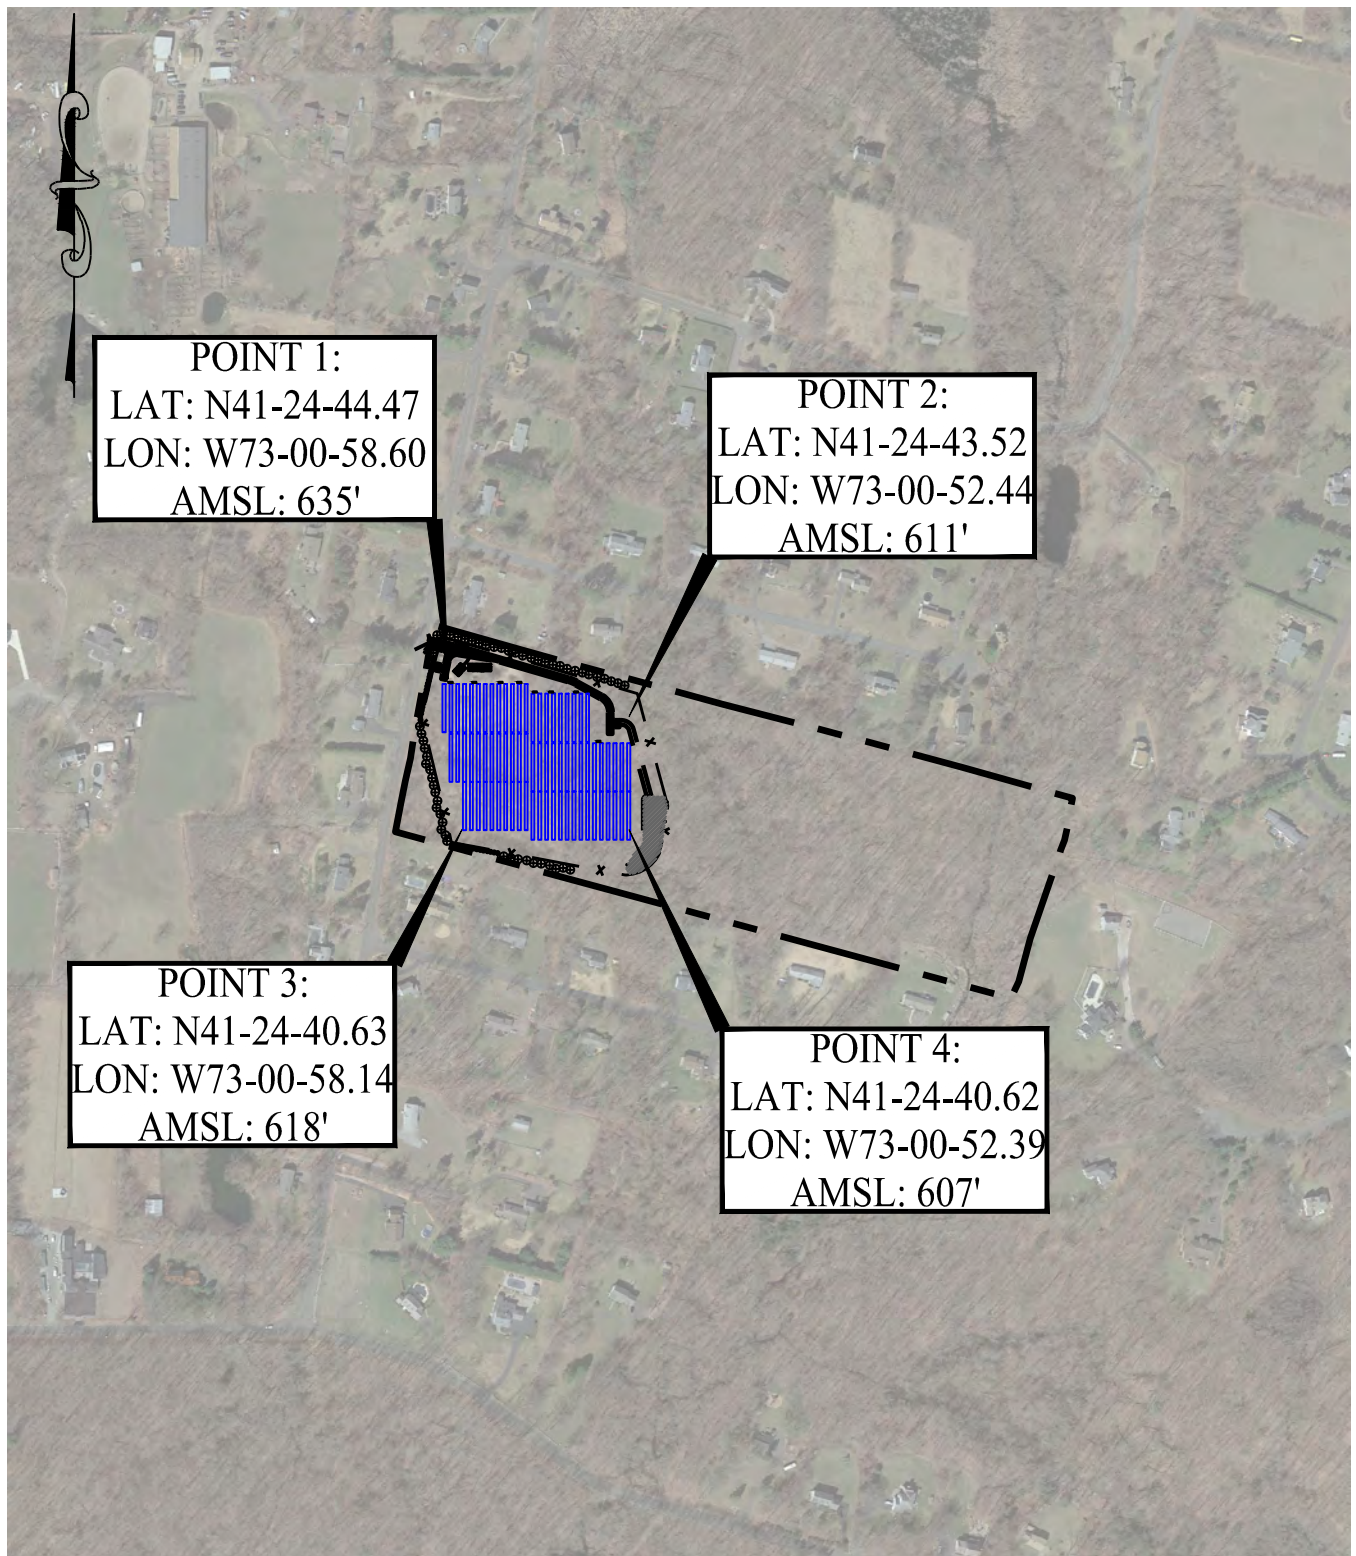 POINT 1:
LAT: N41-24-44.47
LON: W73-00-58.60
AMSL: 635'
POINT 2:
LAT: N41-24-43.52
LON: W73-00-52.44
AMSL: 611'
POINT 3:
LAT: N41-24-40.63
LON: W73-00-58.14
AMSL: 618'
POINT 4:
LAT: N41-24-40.62
LON: W73-00-52.39
AMSL: 607'